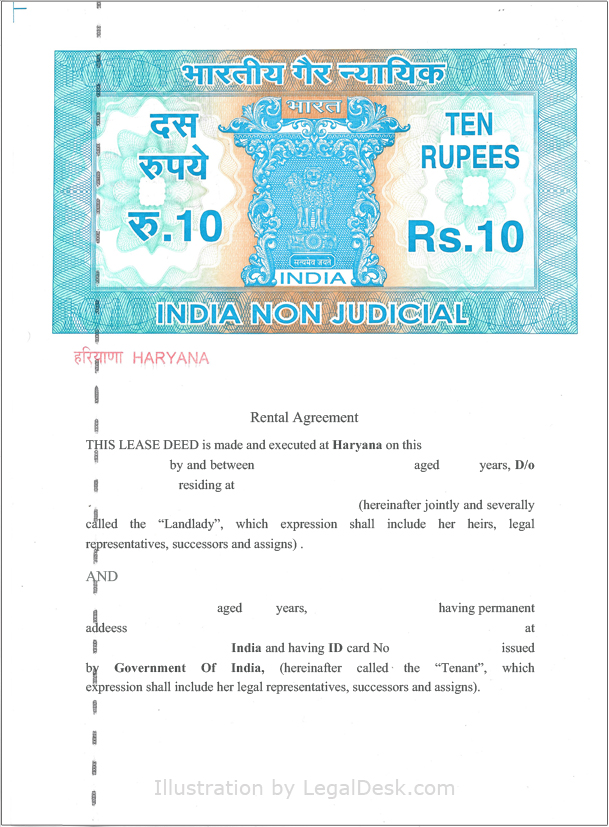 भारतीय गैर न्यायिक
भारत
दस
रुपये
रु.10
TEN
RUPEES
Rs.10
सत्यमेव जयते
INDIA
INDIA NON JUDICIAL
हरियाणा HARYANA
Rental Agreement
THIS LEASE DEED is made and executed at Haryana on this
by and between aged years, D/o
residing at
(hereinafter jointly and severally
called the “Landlady”, which expression shall include her heirs, legal
representatives, successors and assigns) .
AND
aged years, having permanent
addeess at
India and having ID card No issued
by Government Of India, (hereinafter called the “Tenant”, which
expression shall include her legal representatives, successors and assigns).
Illustration by LegalDesk.com